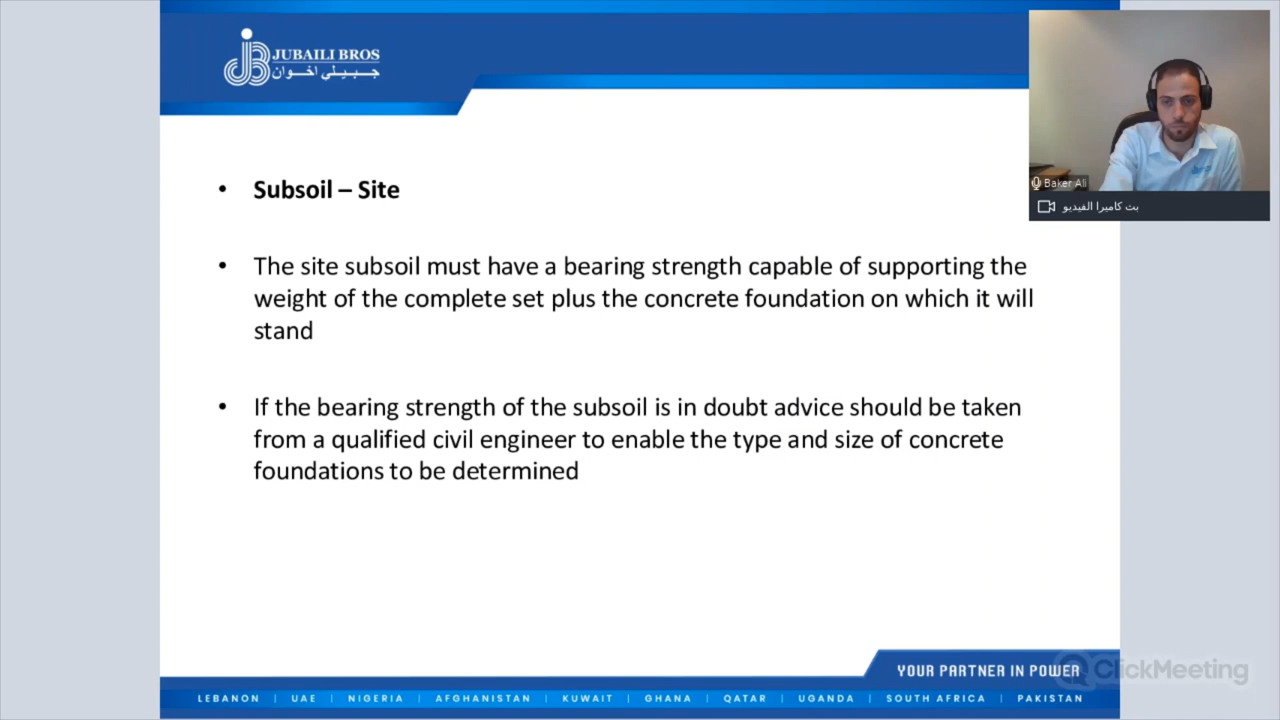 JUBAILI BROS
جبيلي اخوان
• Subsoil – Site
• The site subsoil must have a bearing strength capable of supporting the
weight of the complete set plus the concrete foundation on which it will
stand
• If the bearing strength of the subsoil is in doubt advice should be taken
from a qualified civil engineer to enable the type and size of concrete
foundations to be determined
Baker Ali
بث كاميرا الفيديو
YOUR PARTNER IN POWER
ClickMeeting
LEBANON | UAE | NIGERIA | AFGHANISTAN | KUWAIT | GHANA | QATAR | UGANDA | SOUTH AFRICA | PAKISTAN